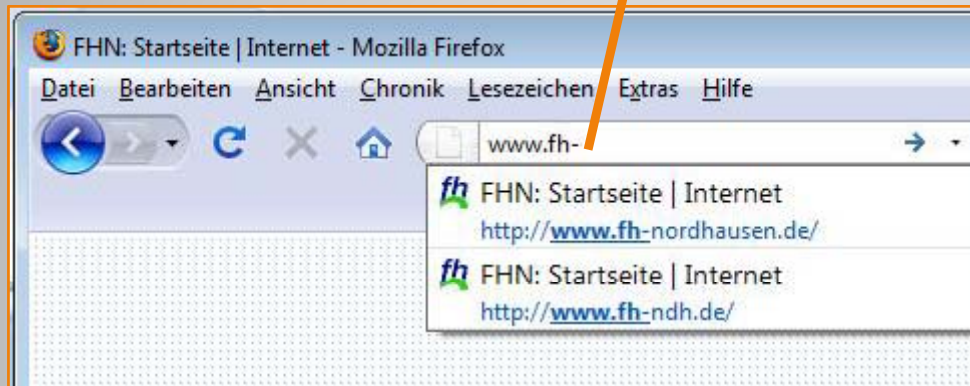 FHN: Startseite | Internet - Mozilla Firefox
Datei Bearbeiten Ansicht Chronik Lesezeichen Extras Hilfe
www.fh-
fh FHN: Startseite | Internet
http://www.fh-nordhausen.de/
fh FHN: Startseite | Internet
http://www.fh-ndh.de/